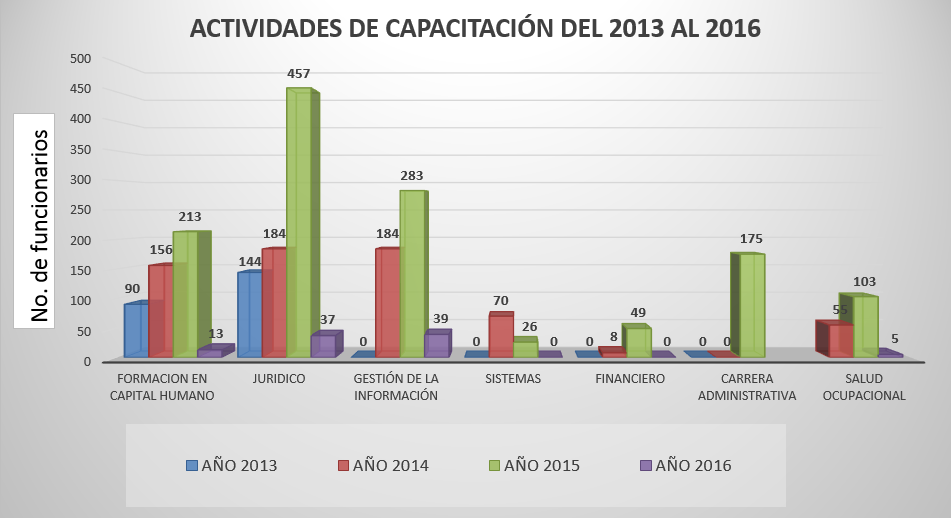 ACTIVIDADES DE CAPACITACIÓN DEL 2013 AL 2016
No. de funcionarios
500
450
400
350
300
250
200
150
100
50
0
90
156
213
13
144
184
457
37
0
184
283
39
0
70
26
0
0
8
49
0
0
0
175
55
103
5
FORMACION EN
CAPITAL HUMANO
JURIDICO
GESTIÓN DE LA
INFORMACIÓN
SISTEMAS
FINANCIERO
CARRERA
ADMINISTRATIVA
SALUD
OCUPACIONAL
AÑO 2013 AÑO 2014 AÑO 2015 AÑO 2016